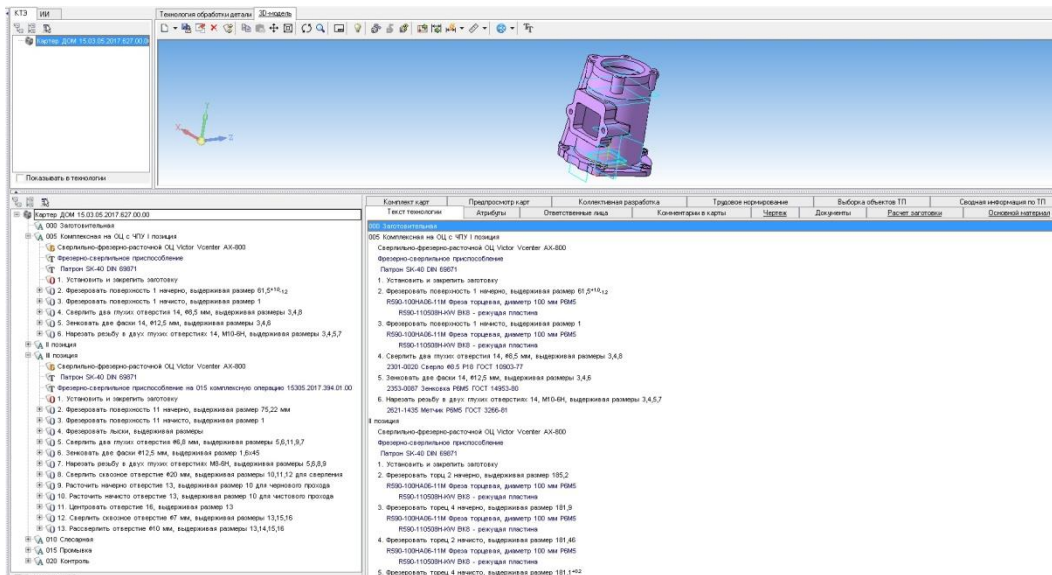 КТЭ ИИ
Технология обработки детали 3D-модель
Картер ДОМ 15.03.05.2017.627.00.00
Показывать в технологии
Картер ДОМ 15.03.05.2017.627.00.00
000 Заготовительная
005 Комплексная на ОЦ с ЧПУ I позиция
Сверлильно-фрезерно-расточной ОЦ Victor Vcenter AX-800
Фрезерно-сверлильное приспособление
Патрон SK-40 DIN 69871
1. Установить и закрепить заготовку
2. Фрезеровать поверхность 1 начерно, выдерживая размер
3. Фрезеровать поверхность 1 начисто, выдерживая размер 1
4. Сверлить два глухих отверстия 14, ø8,5 мм, выдерживая размеры 3,4,8
5. Зенковать две фаски 14, ø12,5 мм, выдерживая размеры 3,4,6
6. Нарезать резьбу в двух глухих отверстиях 14, М10-6Н, выдерживая размеры 3,4,5,7
II позиция
III позиция
Сверлильно-фрезерно-расточной ОЦ Victor Vcenter AX-800
Патрон SK-40 DIN 69871
Фрезерно-сверлильное приспособление на 015 комплексную операцию 15305.2017.394.01.00
1. Установить и закрепить заготовку
2. Фрезеровать поверхность 11 начерно, выдерживая размер 75,22 мм
3. Фрезеровать поверхность 11 начисто, выдерживая размер 1
4. Фрезеровать лыски, выдерживая размеры
5. Сверлить два глухих отверстия ø6,8 мм, выдерживая размеры 5,6,11,9,7
6. Зенковать две фаски ø12,5 мм, выдерживая размер 1,6x45
7. Нарезать резьбу в двух глухих отверстиях М8-6Н, выдерживая размеры 5,6,8,9
8. Сверлить сквозное отверстие ø20 мм, выдерживая размеры 10,11,12 для сверления
9. Расточить начерно отверстие 13, выдерживая размер 10 для чернового прохода
10. Расточить начисто отверстие 13, выдерживая размер 10 для чистового прохода
11. Центровать отверстие 16, выдерживая размер 13
12. Сверлить сквозное отверстие ø7 мм, выдерживая размеры 13,15,16
13. Рассверлить отверстие ø10 мм, выдерживая размеры 13,14,15,16
010 Слесарная
015 Промывка
020 Контроль
Комплект карт Предпросмотр карт Коллективная разработка Трудовое нормирование Выборка объектов ТП Сводная информация по ТП
Текст технологии Атрибуты Ответственные лица Комментарии в карты Чертеж Документы Расчет заготовки Основной материал
000 Заготовительная
005 Комплексная на ОЦ с ЧПУ I позиция
Сверлильно-фрезерно-расточной ОЦ Victor Vcenter AX-800
Фрезерно-сверлильное приспособление
Патрон SK-40 DIN 69871
1. Установить и закрепить заготовку
2. Фрезеровать поверхность 1 начерно, выдерживая размер
R590-100HA06-11M Фреза торцевая, диаметр 100 мм Р6М5
R590-110508H-KW ВК8 - режущая пластина
3. Фрезеровать поверхность 1 начисто, выдерживая размер 1
R590-100HA06-11M Фреза торцевая, диаметр 100 мм Р6М5
R590-110508H-KW ВК8 - режущая пластина
4. Сверлить два глухих отверстия 14, ø8,5 мм, выдерживая размеры 3,4,8
2301-0020 Сверло ø8.5 Р18 ГОСТ 10903-77
5. Зенковать две фаски 14, ø12,5 мм, выдерживая размеры 3,4,6
2353-0087 Зенковка Р6М5 ГОСТ 14953-80
6. Нарезать резьбу в двух глухих отверстиях 14, М10-6Н, выдерживая размеры 3,4,5,7
2621-1435 Метчик Р6М5 ГОСТ 3266-81
II позиция
Сверлильно-фрезерно-расточной ОЦ Victor Vcenter AX-800
Фрезерно-сверлильное приспособление
Патрон SK-40 DIN 69871
1. Установить и закрепить заготовку
2. Фрезеровать торец 2 начерно, выдерживая размер 185,2
R590-100HA06-11M Фреза торцевая, диаметр 100 мм Р6М5
R590-110508H-KW ВК8 - режущая пластина
3. Фрезеровать торец 4 начерно, выдерживая размер 181,9
R590-100HA06-11M Фреза торцевая, диаметр 100 мм Р6М5
R590-110508H-KW ВК8 - режущая пластина
4. Фрезеровать торец 2 начисто, выдерживая размер 181,46
R590-100HA06-11M Фреза торцевая, диаметр 100 мм Р6М5
R590-110508H-KW ВК8 - режущая пластина
5. Фрезеровать торец 4 начисто, выдерживая размер 181,1